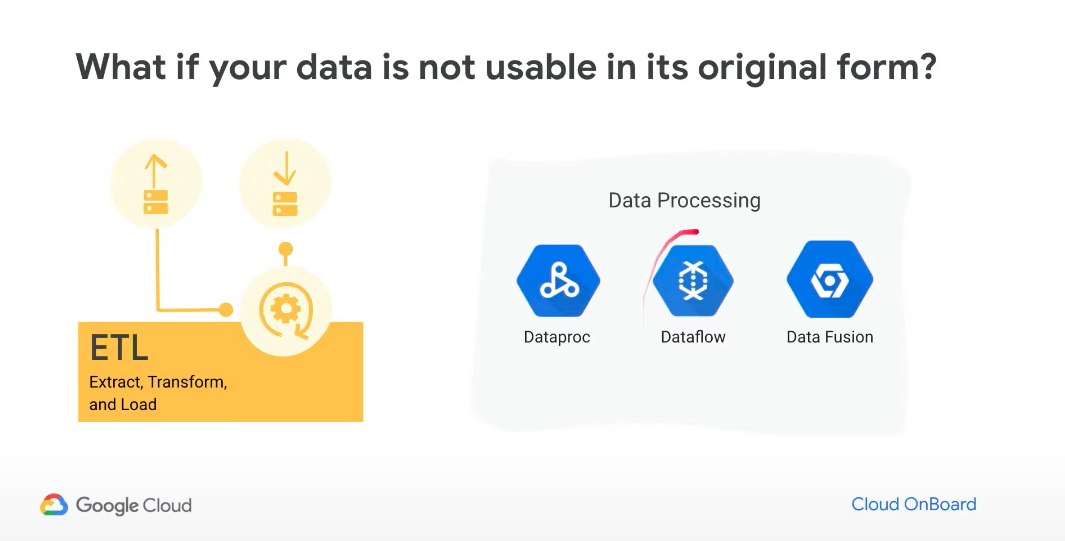 What if your data is not usable in its original form?
ETL
Extract, Transform,
and Load
Data Processing
Dataproc
Dataflow
Data Fusion
Google Cloud
Cloud OnBoard